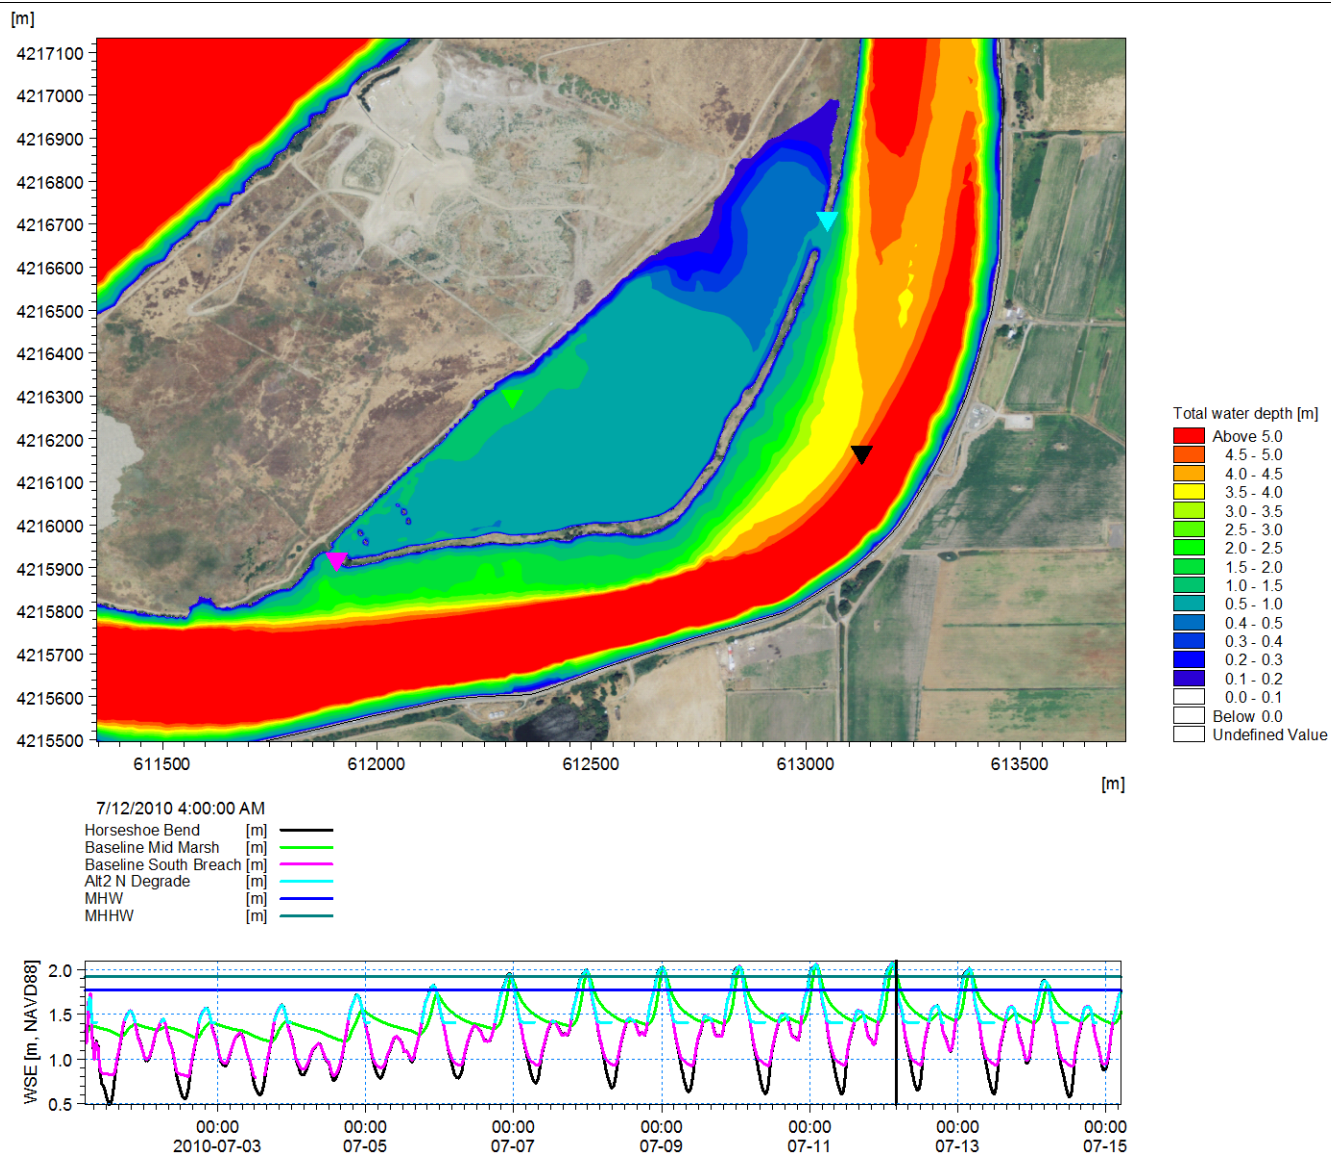 [m]
4217100
4217000
4216900
4216800
4216700
4216600
4216500
4216400
4216300
4216200
4216100
4216000
4215900
4215800
4215700
4215600
4215500
611500 612000 612500 613000 613500
[m]
Total water depth [m]
Above 5.0
4.5 - 5.0
4.0 - 4.5
3.5 - 4.0
3.0 - 3.5
2.5 - 3.0
2.0 - 2.5
1.5 - 2.0
1.0 - 1.5
0.5 - 1.0
0.4 - 0.5
0.3 - 0.4
0.2 - 0.3
0.1 - 0.2
0.0 - 0.1
Below 0.0
Undefined Value
7/12/2010 4:00:00 AM
Horseshoe Bend [m]
Baseline Mid Marsh [m]
Baseline South Breach [m]
Alt2 N Degrade [m]
MHW [m]
MHHW [m]
WSE [m, NAVD88]
2.0
1.5
1.0
0.5
00:00 00:00 00:00 00:00 00:00 00:00 00:00
2010-07-03 07-05 07-07 07-09 07-11 07-13 07-15